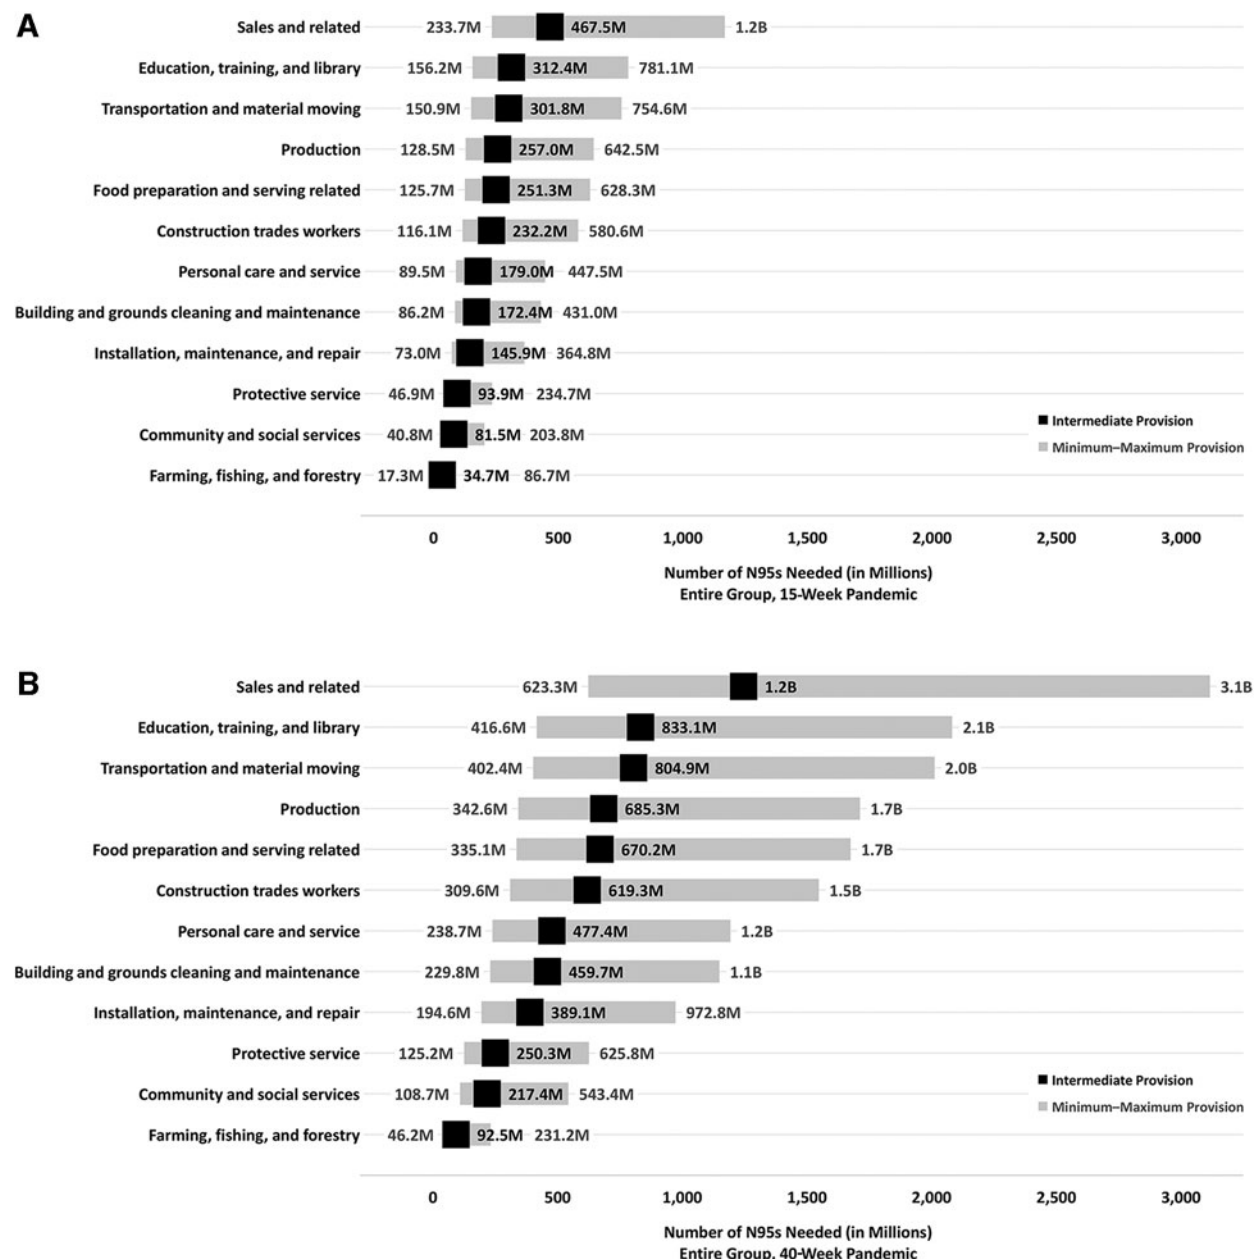 A
Sales and related 233.7M 467.5M 1.2B
Education, training, and library 156.2M 312.4M 781.1M
Transportation and material moving 150.9M 301.8M 754.6M
Production 128.5M 257.0M 642.5M
Food preparation and serving related 125.7M 251.3M 628.3M
Construction trades workers 116.1M 232.2M 580.6M
Personal care and service 89.5M 179.0M 447.5M
Building and grounds cleaning and maintenance 86.2M 172.4M 431.0M
Installation, maintenance, and repair 73.0M 145.9M 364.8M
Protective service 46.9M 93.9M 234.7M
Intermediate Provision
Community and social services 40.8M 81.5M 203.8M
Minimum–Maximum Provision
Farming, fishing, and forestry 17.3M 34.7M 86.7M
0 500 1,000 1,500 2,000 2,500 3,000
Number of N95s Needed (in Millions)
Entire Group, 15-Week Pandemic
B
Sales and related 623.3M 1.2B 3.1B
Education, training, and library 416.6M 833.1M 2.1B
Transportation and material moving 402.4M 804.9M 2.0B
Production 342.6M 685.3M 1.7B
Food preparation and serving related 335.1M 670.2M 1.7B
Construction trades workers 309.6M 619.3M 1.5B
Personal care and service 238.7M 477.4M 1.2B
Building and grounds cleaning and maintenance 229.8M 459.7M 1.1B
Installation, maintenance, and repair 194.6M 389.1M 972.8M
Protective service 125.2M 250.3M 625.8M
Intermediate Provision
Community and social services 108.7M 217.4M 543.4M
Minimum–Maximum Provision
Farming, fishing, and forestry 46.2M 92.5M 231.2M
0 500 1,000 1,500 2,000 2,500 3,000
Number of N95s Needed (in Millions)
Entire Group, 40-Week Pandemic